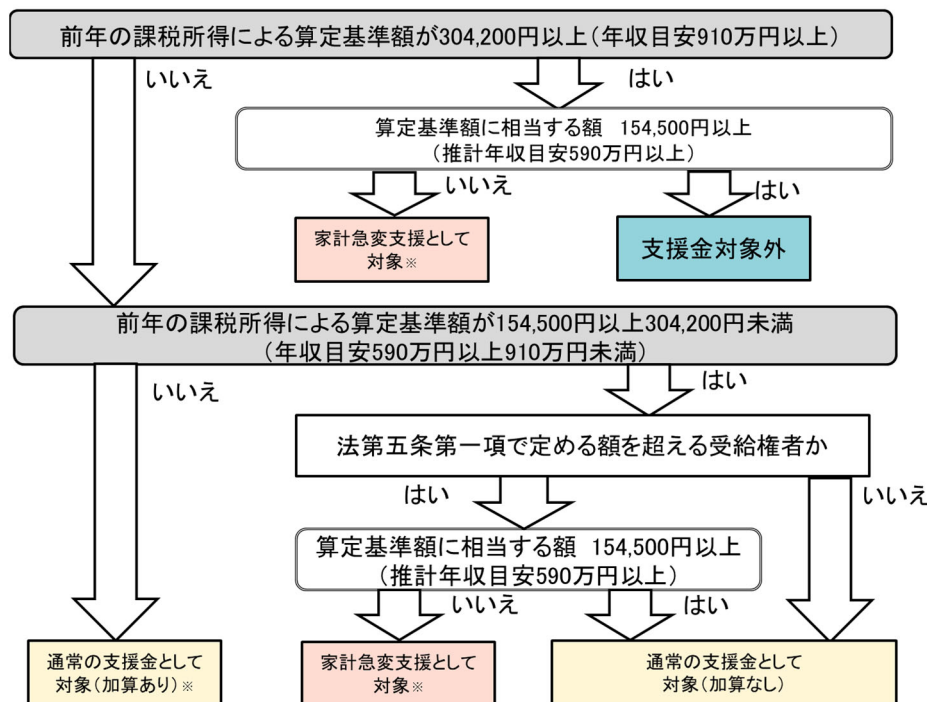 前年の課税所得による算定基準額が304,200円以上(年収目安910万円以上)
いいえ
はい
算定基準額に相当する額 154,500円以上
(推計年収目安590万円以上)
いいえ
はい
家計急変支援として
対象※
支援金対象外
前年の課税所得による算定基準額が154,500円以上304,200円未満
(年収目安590万円以上910万円未満)
いいえ
はい
法第五条第一項で定める額を超える受給権者か
はい
いいえ
算定基準額に相当する額 154,500円以上
(推計年収目安590万円以上)
いいえ
はい
通常の支援金として
対象(加算あり)※
家計急変支援として
対象※
通常の支援金として
対象(加算なし)